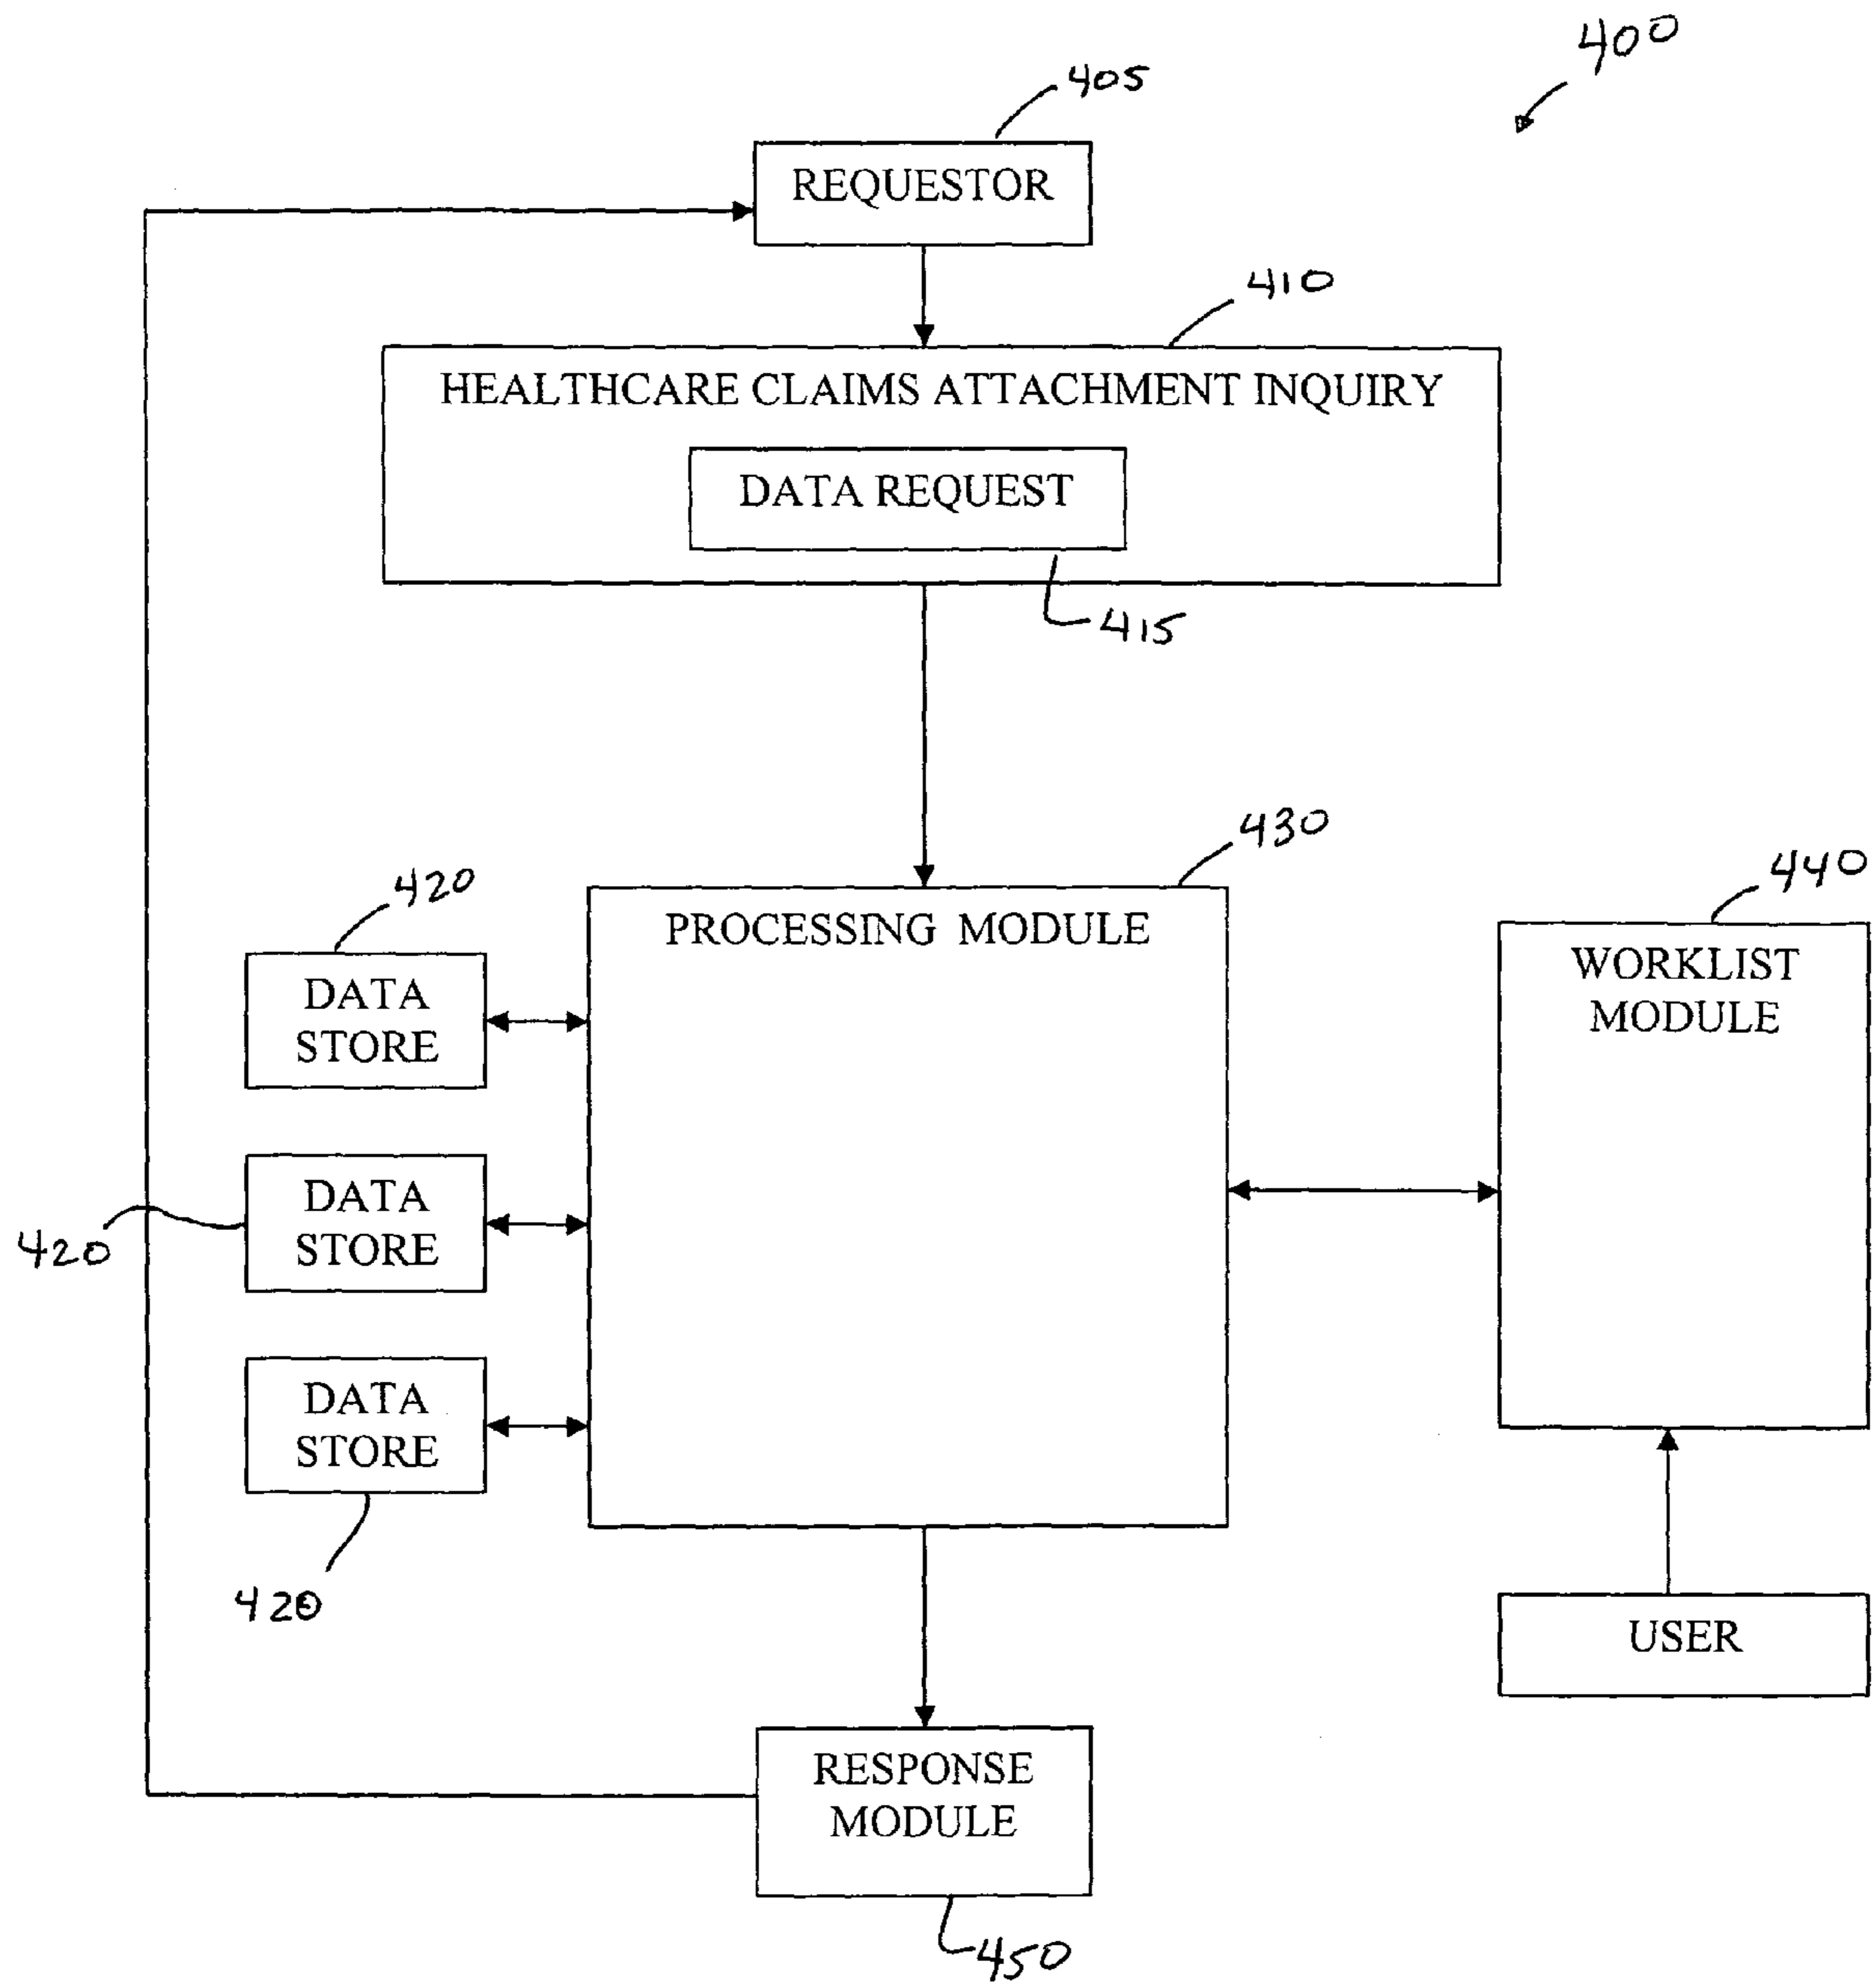 400
405
REQUESTOR
410
HEALTHCARE CLAIMS ATTACHMENT INQUIRY
DATA REQUEST
415
430
PROCESSING MODULE
440
WORKLIST
MODULE
420
DATA
STORE
420
DATA
STORE
DATA
STORE
420
USER
RESPONSE
MODULE
450